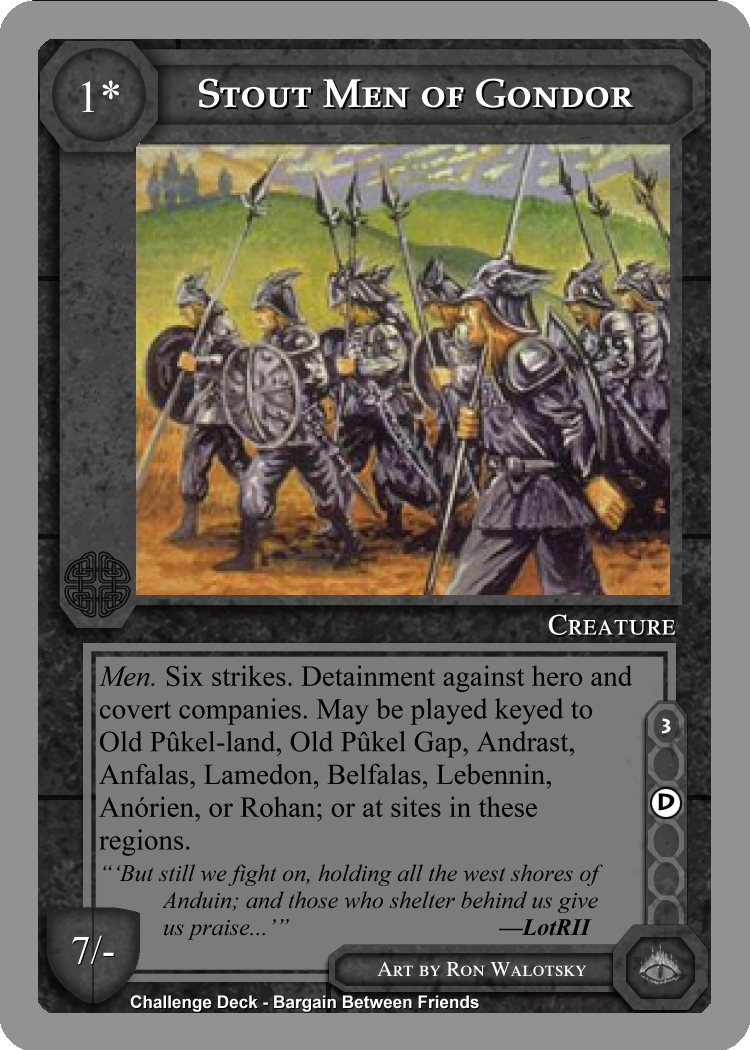 1*
STOUT MEN OF GONDOR
CREATURE
Men. Six strikes. Detainment against hero and
covert companies. May be played keyed to
Old Pûkel-land, Old Pûkel Gap, Andrast,
Anfalas, Lamedon, Belfalas, Lebennin,
Anórien, or Rohan; or at sites in these
regions.
3
D
“‘But still we fight on, holding all the west shores of
Anduin; and those who shelter behind us give
us praise...’”
—LotRII
7/-
ART BY RON WALOTSKY
Challenge Deck - Bargain Between Friends